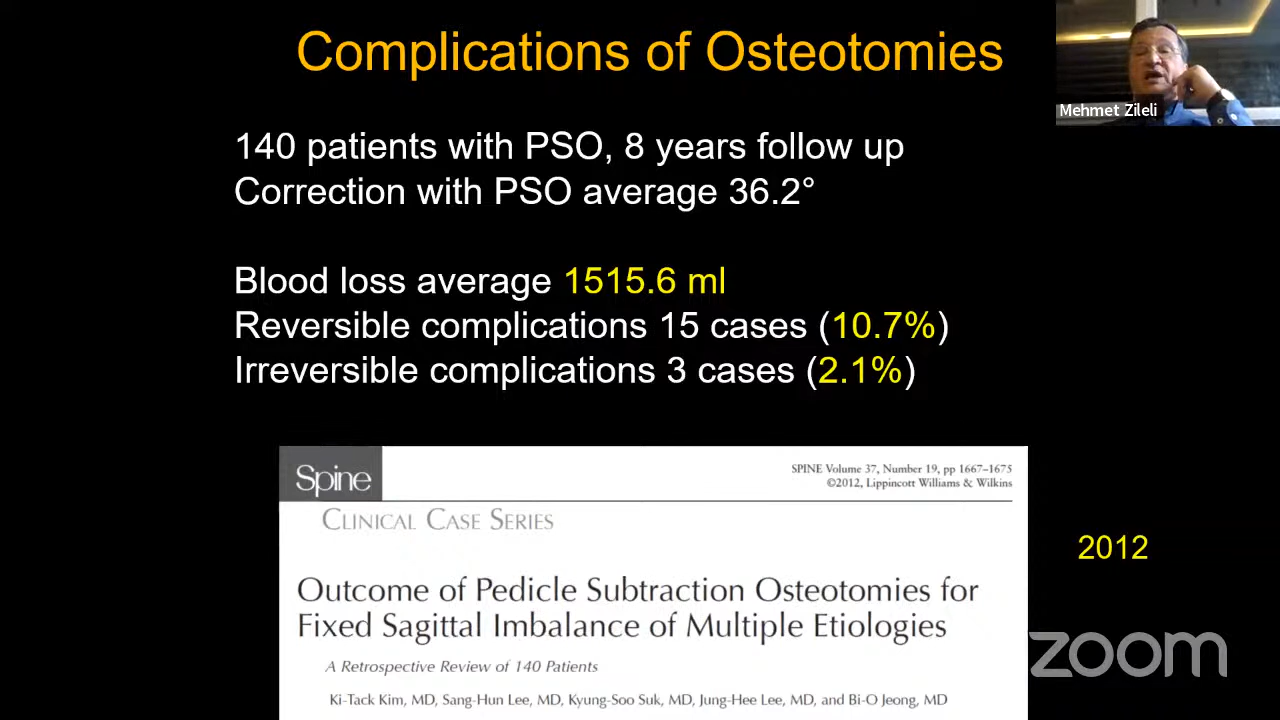 Complications of Osteotomies
Mehmet Zileli
140 patients with PSO, 8 years follow up
Correction with PSO average 36.2°
Blood loss average 1515.6 ml
Reversible complications 15 cases (10.7%)
Irreversible complications 3 cases (2.1%)
Spine
SPINE Volume 37, Number 19, pp 1667–1675
©2012, Lippincott Williams & Wilkins
CLINICAL CASE SERIES
Outcome of Pedicle Subtraction Osteotomies for
Fixed Sagittal Imbalance of Multiple Etiologies
A Retrospective Review of 140 Patients
Ki-Tack Kim, MD, Sang-Hun Lee, MD, Kyung-Soo Suk, MD, Jung-Hee Lee, MD, and Bi-O Jeong, MD
2012
zoom